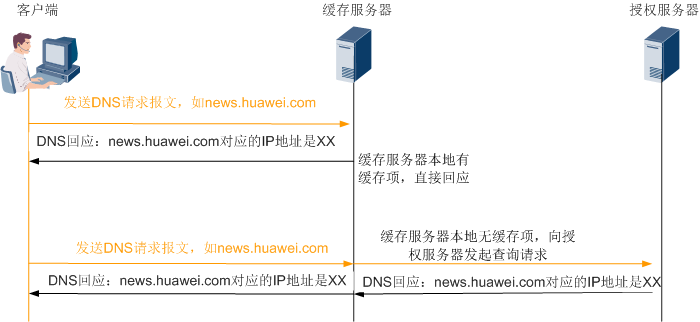 客户端
缓存服务器
授权服务器
发送DNS请求报文，如news.huawei.com
DNS回应：news.huawei.com对应的IP地址是XX
缓存服务器本地有
缓存项，直接回应
发送DNS请求报文，如news.huawei.com
缓存服务器本地无缓存项，向授
权服务器发起查询请求
DNS回应：news.huawei.com对应的IP地址是XX
DNS回应：news.huawei.com对应的IP地址是XX